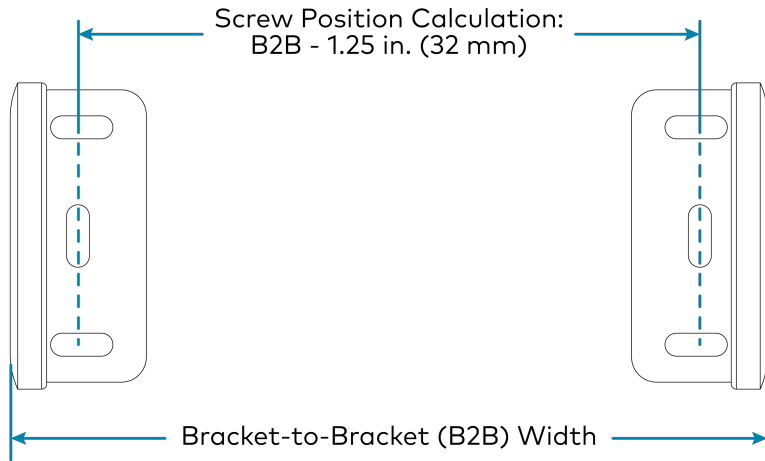 Screw Position Calculation:
B2B - 1.25 in. (32 mm)
Bracket-to-Bracket (B2B) Width